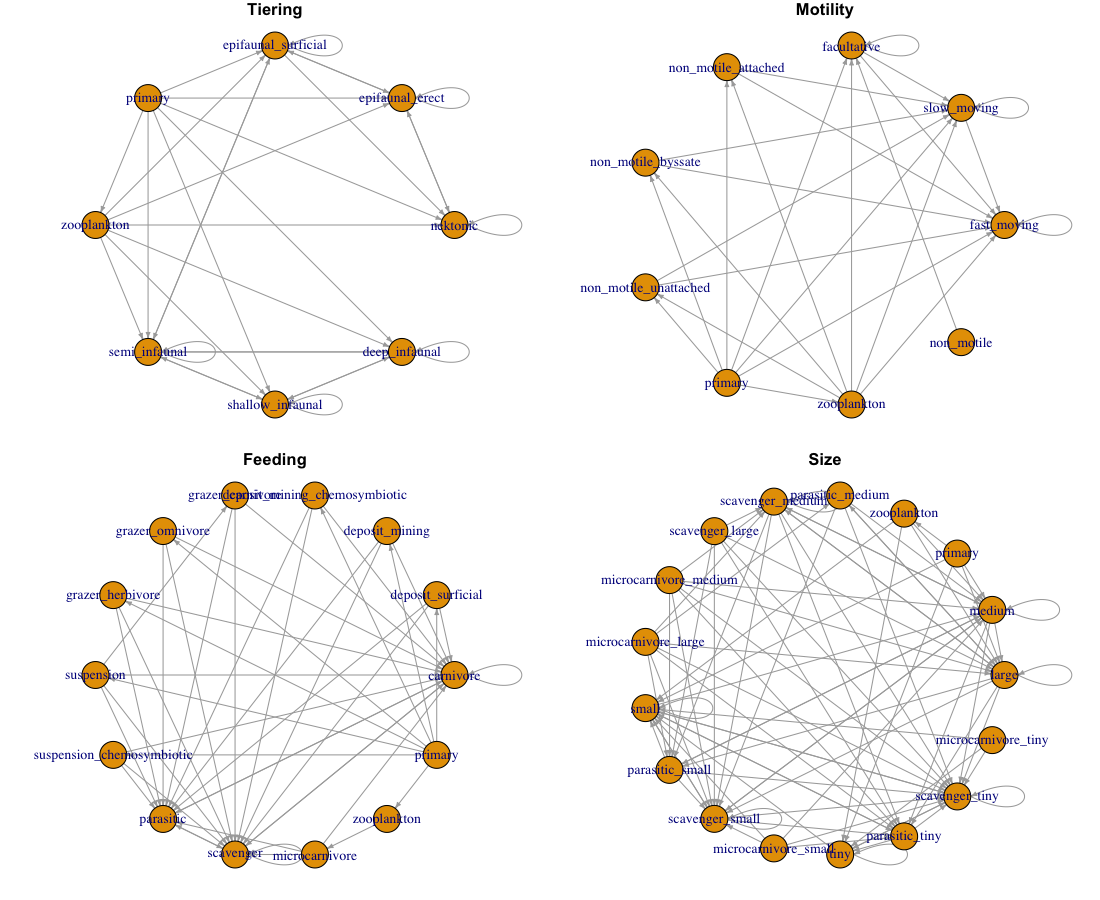 Tiering
epifaunal_surficial
primary
epifaunal_erect
zooplankton
nektonic
semi_infaunal
deep_infaunal
shallow_infaunal
Motility
facultative
non_motile_attached
slow_moving
non_motile_byssate
fast_moving
non_motile_unattached
non_motile
primary
zooplankton
Feeding
grazer_carnivore
deposit_mining_chemosymbiotic
grazer_omnivore
deposit_mining
grazer_herbivore
deposit_surficial
suspension
carnivore
suspension_chemosymbiotic
primary
parasitic
zooplankton
scavenger
microcarnivore
Size
parasitic_medium
scavenger_medium
zooplankton
scavenger_large
primary
microcarnivore_medium
medium
microcarnivore_large
large
small
microcarnivore_tiny
parasitic_small
scavenger_tiny
scavenger_small
parasitic_tiny
microcarnivore_small
tiny